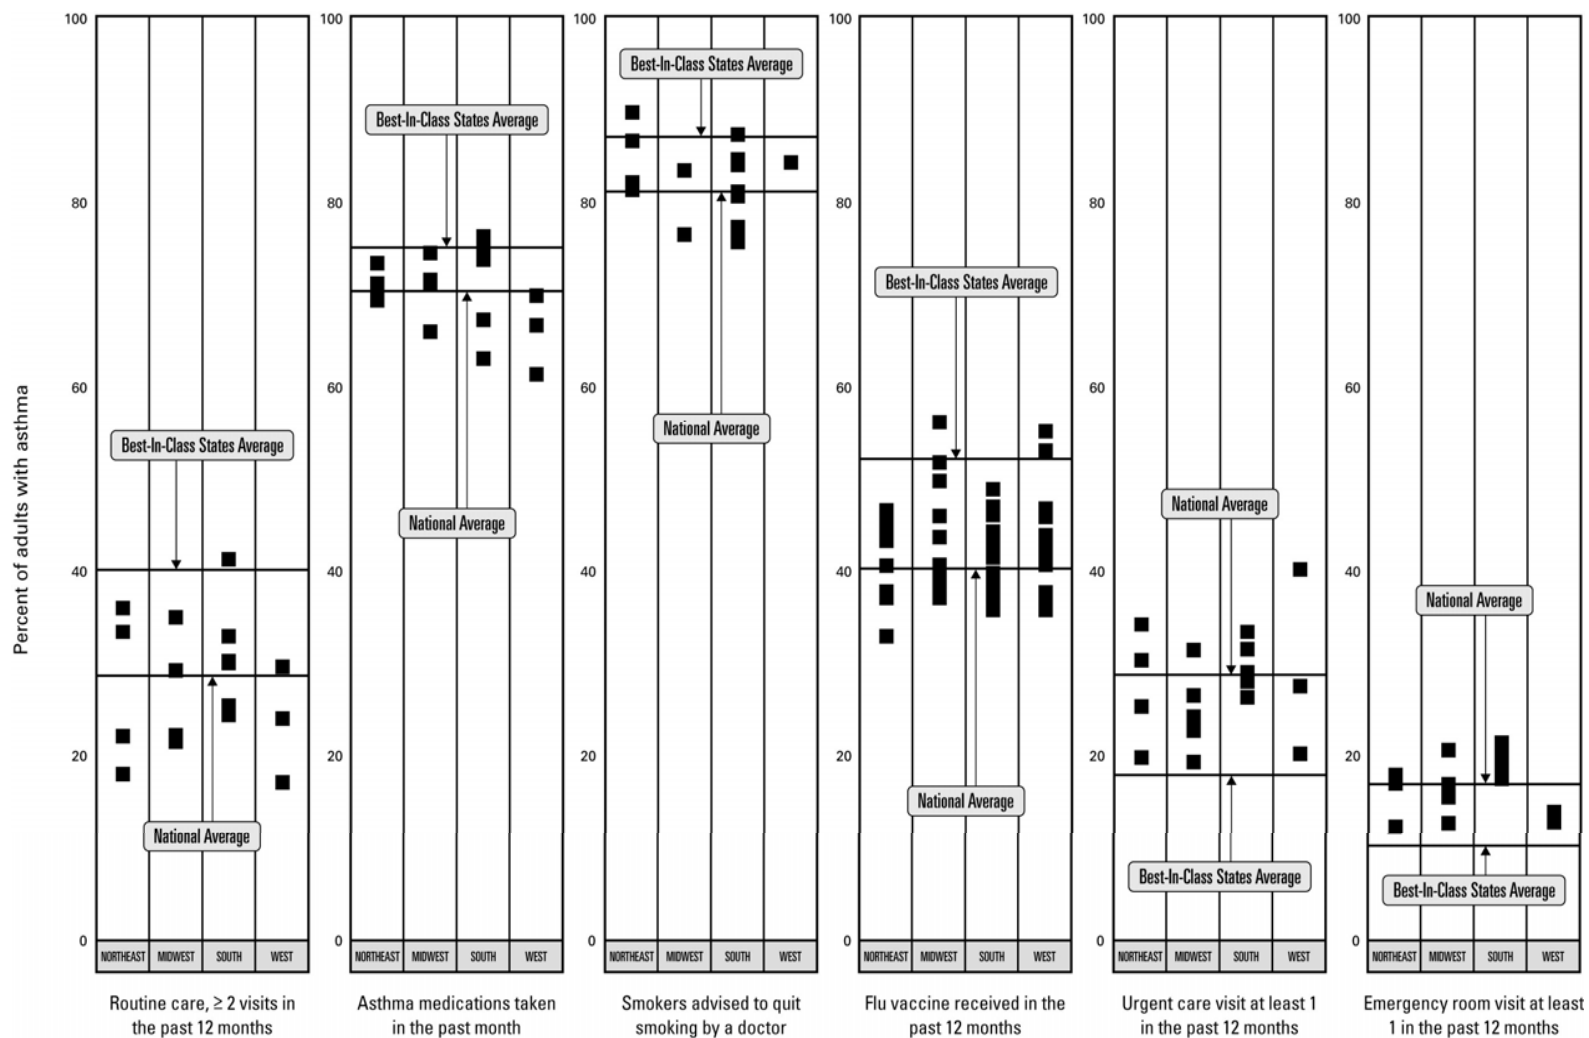 Percent of adults with asthma
100
80
60
40
20
0
Best-In-Class States Average
National Average
NORTHEAST
MIDWEST
SOUTH
WEST
Routine care, ≥ 2 visits in
the past 12 months
100
80
60
40
20
0
Best-In-Class States Average
National Average
NORTHEAST
MIDWEST
SOUTH
WEST
Asthma medications taken
in the past month
100
80
60
40
20
0
Best-In-Class States Average
National Average
NORTHEAST
MIDWEST
SOUTH
WEST
Smokers advised to quit
smoking by a doctor
100
80
60
40
20
0
Best-In-Class States Average
National Average
NORTHEAST
MIDWEST
SOUTH
WEST
Flu vaccine received in the
past 12 months
100
80
60
40
20
0
National Average
Best-In-Class States Average
NORTHEAST
MIDWEST
SOUTH
WEST
Urgent care visit at least 1
in the past 12 months
100
80
60
40
20
0
National Average
Best-In-Class States Average
NORTHEAST
MIDWEST
SOUTH
WEST
Emergency room visit at least
1 in the past 12 months